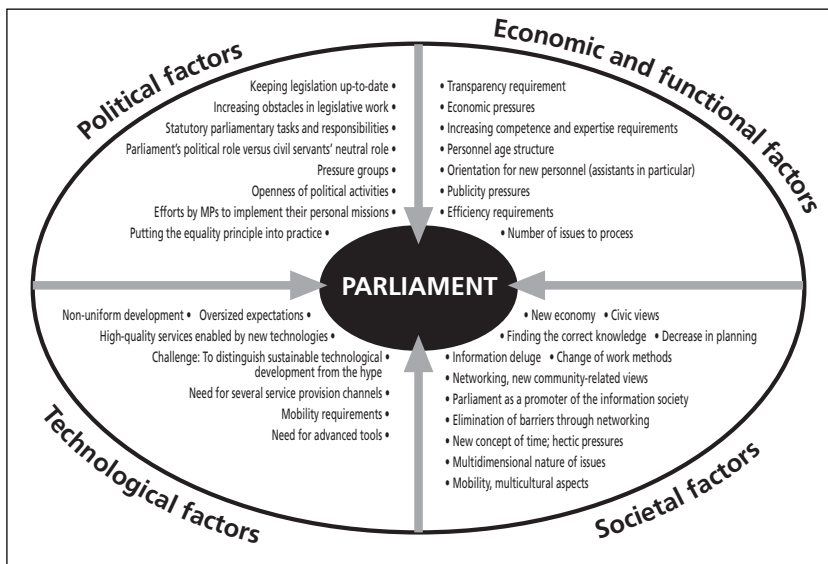 Political factors
Keeping legislation up-to-date •
Increasing obstacles in legislative work •
Statutory parliamentary tasks and responsibilities •
Parliament's political role versus civil servants' neutral role •
Pressure groups •
Openness of political activities •
Efforts by MPs to implement their personal missions •
Putting the equality principle into practice •
Economic and functional factors
• Transparency requirement
• Economic pressures
• Increasing competence and expertise requirements
• Personnel age structure
• Orientation for new personnel (assistants in particular)
• Publicity pressures
• Efficiency requirements
• Number of issues to process
PARLIAMENT
Non-uniform development • Oversized expectations •
High-quality services enabled by new technologies •
Challenge: To distinguish sustainable technological •
development from the hype
Need for several service provision channels •
Mobility requirements •
Need for advanced tools •
Technological factors
• New economy • Civic views
• Finding the correct knowledge • Decrease in planning
• Information deluge • Change of work methods
• Networking, new community-related views
• Parliament as a promoter of the information society
• Elimination of barriers through networking
• New concept of time; hectic pressures
• Multidimensional nature of issues
• Mobility, multicultural aspects
Societal factors